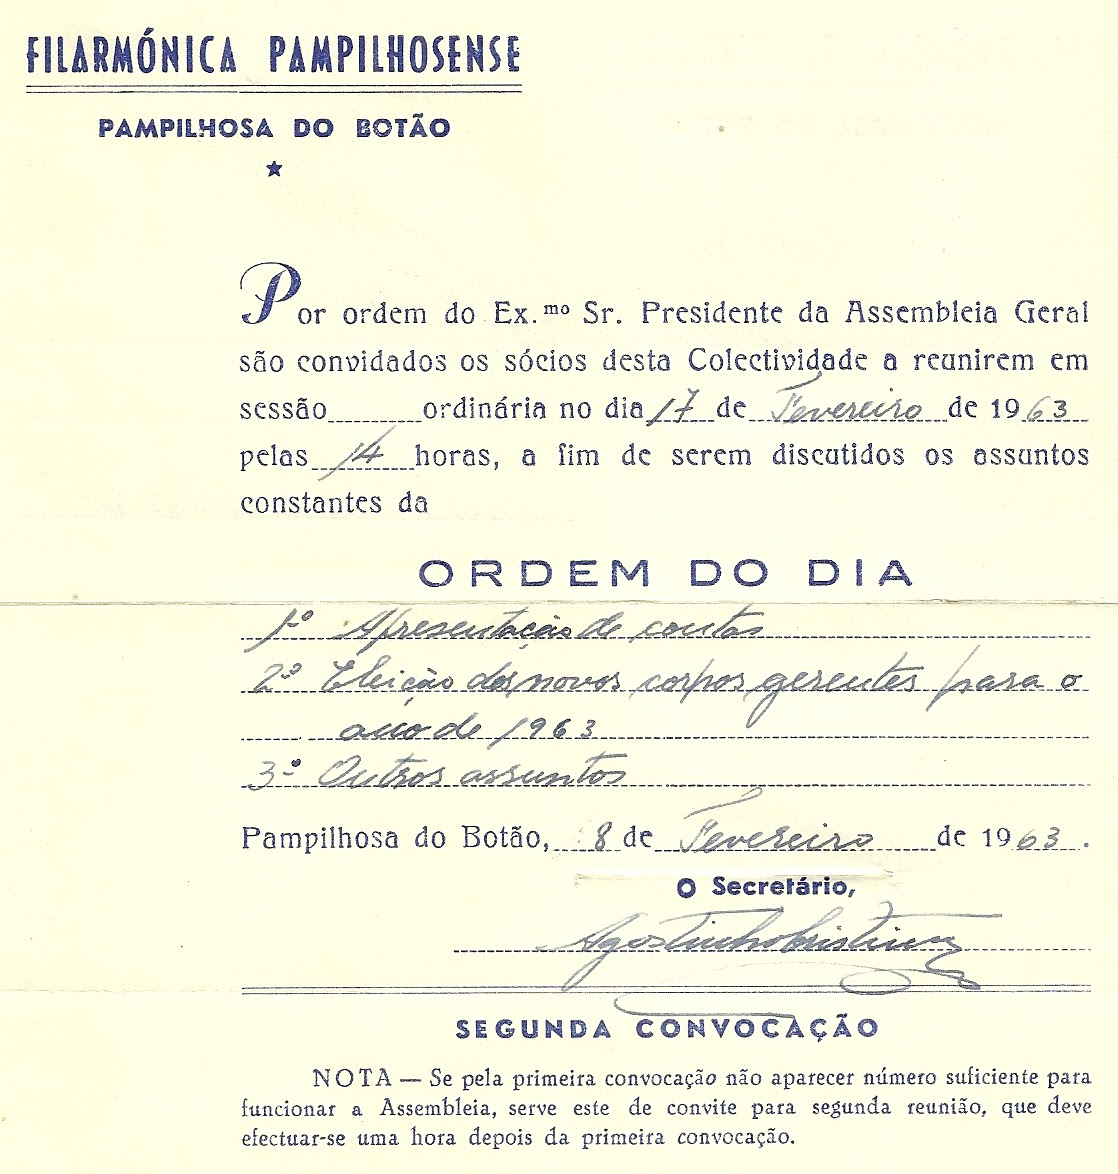 FILARMÓNICA PAMPILHOSENSE
PAMPILHOSA DO BOTÃO
★
Por ordem do Ex.mo Sr. Presidente da Assembleia Geral
são convidados os sócios desta Colectividade a reunirem em
sessão ordinária no dia 17 de Fevereiro de 1963
pelas 14 horas, a fim de serem discutidos os assuntos
constantes da
ORDEM DO DIA
1º Apresentação de contas
2º Eleição dos novos corpos gerentes para o
ano de 1963
3º Outros assuntos
Pampilhosa do Botão, 8 de Fevereiro de 1963.
O Secretário,
Agostinho
SEGUNDA CONVOCAÇÃO
NOTA — Se pela primeira convocação não aparecer número suficiente para
funcionar a Assembleia, serve este de convite para segunda reunião, que deve
efectuar-se uma hora depois da primeira convocação.